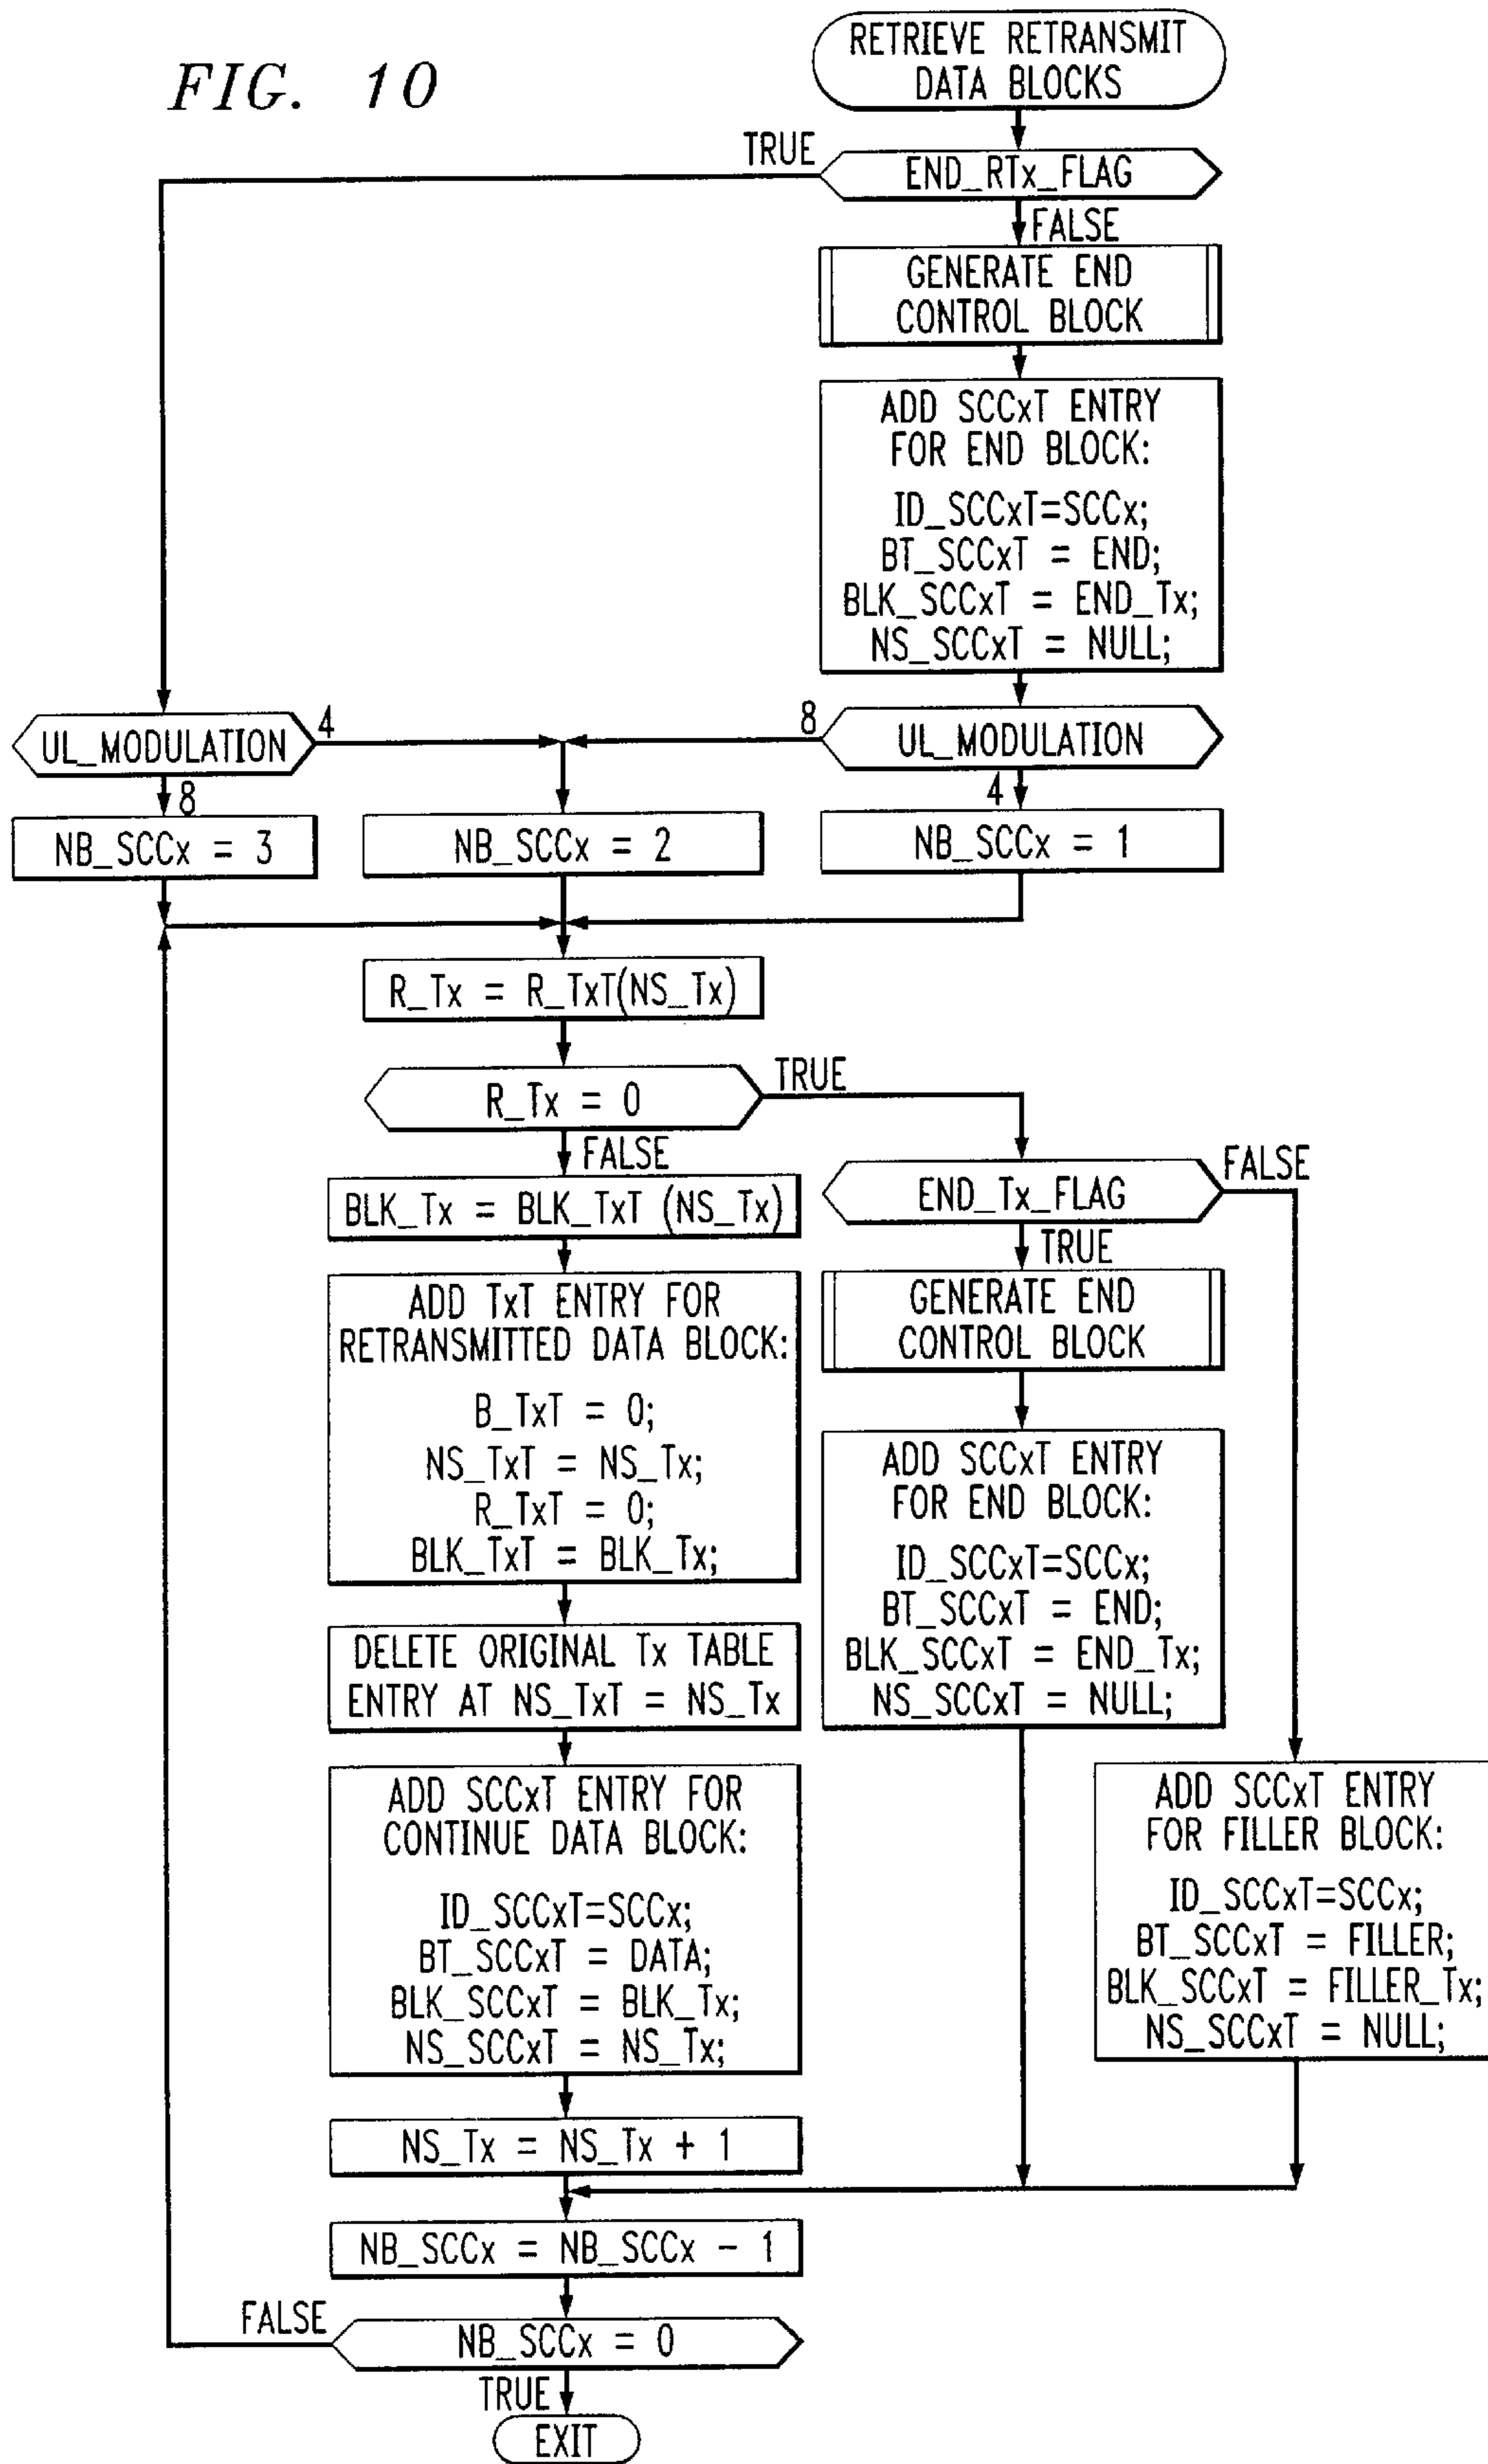 FIG. 10
RETRIEVE RETRANSMIT
DATA BLOCKS
TRUE
END_RTx_FLAG
FALSE
GENERATE END
CONTROL BLOCK
ADD SCCxT ENTRY
FOR END BLOCK:
ID_SCCxT=SCCx;
BT_SCCxT = END;
BLK_SCCxT = END_Tx;
NS_SCCxT = NULL;
UL_MODULATION
4
8
UL_MODULATION
8
4
NB_SCCx = 3
NB_SCCx = 2
NB_SCCx = 1
R_Tx = R_TxT(NS_Tx)
R_Tx = 0
TRUE
FALSE
BLK_Tx = BLK_TxT (NS_Tx)
END_Tx_FLAG
FALSE
TRUE
ADD TxT ENTRY FOR
RETRANSMITTED DATA BLOCK:
B_TxT = 0;
NS_TxT = NS_Tx;
R_TxT = 0;
BLK_TxT = BLK_Tx;
GENERATE END
CONTROL BLOCK
ADD SCCxT ENTRY
FOR END BLOCK:
ID_SCCxT=SCCx;
BT_SCCxT = END;
BLK_SCCxT = END_Tx;
NS_SCCxT = NULL;
DELETE ORIGINAL Tx TABLE
ENTRY AT NS_TxT = NS_Tx
ADD SCCxT ENTRY FOR
CONTINUE DATA BLOCK:
ID_SCCxT=SCCx;
BT_SCCxT = DATA;
BLK_SCCxT = BLK_Tx;
NS_SCCxT = NS_Tx;
ADD SCCxT ENTRY
FOR FILLER BLOCK:
ID_SCCxT=SCCx;
BT_SCCxT = FILLER;
BLK_SCCxT = FILLER_Tx;
NS_SCCxT = NULL;
NS_Tx = NS_Tx + 1
NB_SCCx = NB_SCCx - 1
FALSE
NB_SCCx = 0
TRUE
EXIT